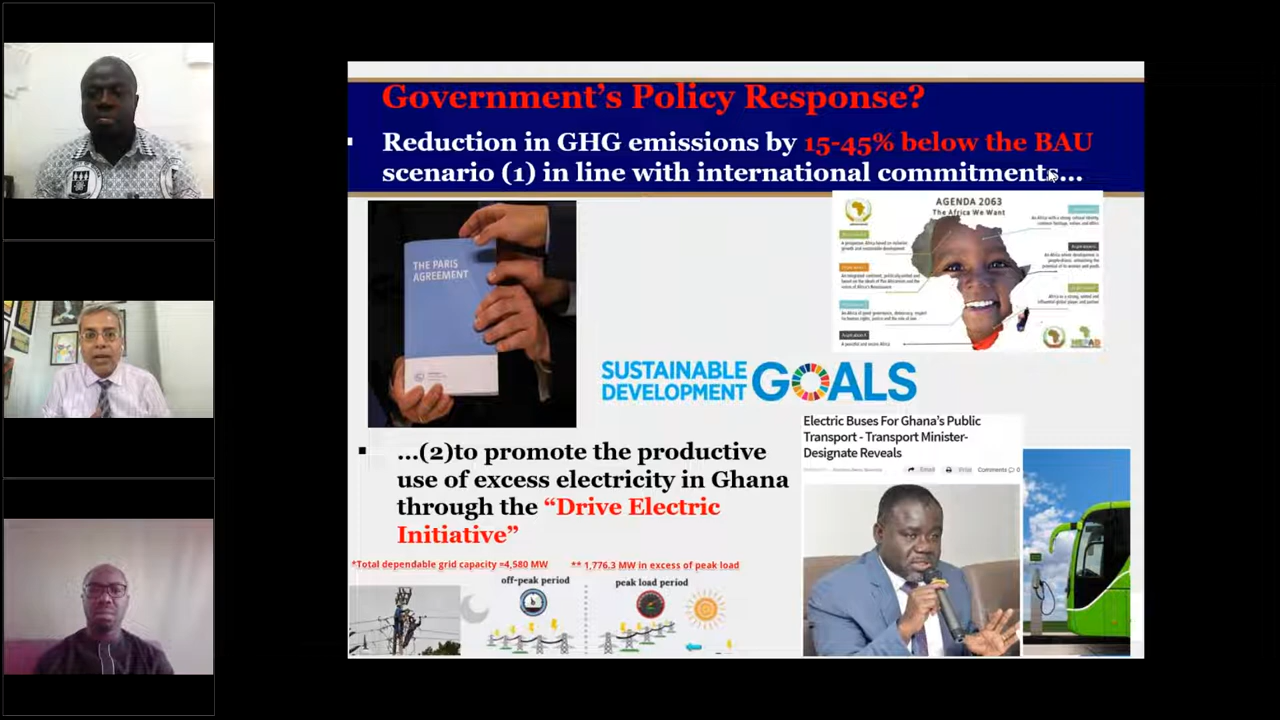 Government's Policy Response?
Reduction in GHG emissions by 15-45% below the BAU
scenario (1) in line with international commitments...
THE PARIS
AGREEMENT
AGENDA 2063
The Africa We Want
SUSTAINABLE
DEVELOPMENT GOALS
...(2)to promote the productive
use of excess electricity in Ghana
through the "Drive Electric
Initiative"
Electric Buses For Ghana's Public
Transport - Transport Minister-
Designate Reveals
Email Print Comments 0
*Total dependable grid capacity =4,580 MW ** 1,776.3 MW in excess of peak load
off-peak period peak load period